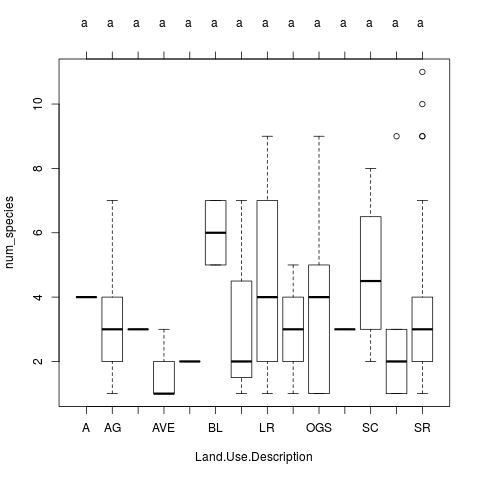 a a a a a a a a a a a a a a
10
8
6
4
2
num_species
A AG AVE BL LR OGS SC SR
Land.Use.Description